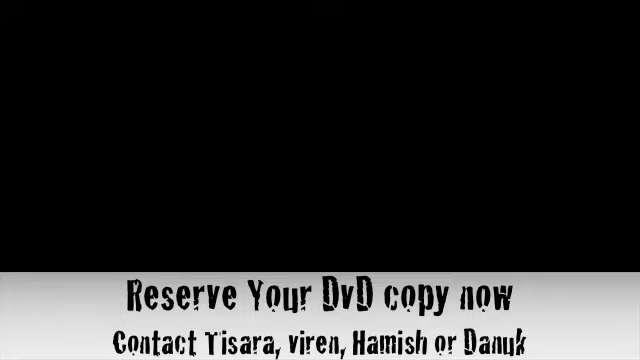 Reserve Your DvD copy now
Contact Tisara, viren, Hamish or Danuk